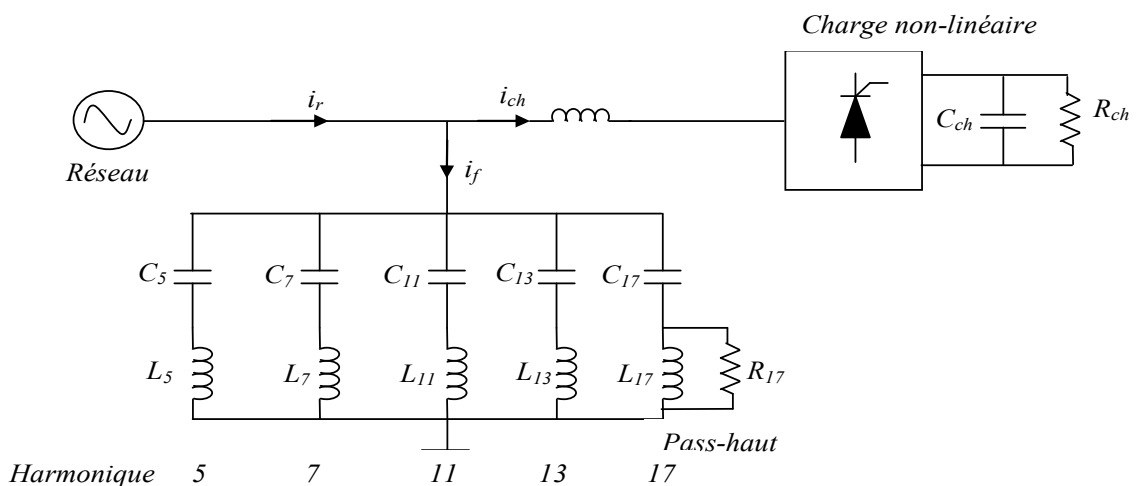 Charge non-linéaire
i_r
i_ch
C_ch
R_ch
Réseau
i_f
C_5
C_7
C_11
C_13
C_17
L_5
L_7
L_11
L_13
L_17
R_17
Pass-haut
Harmonique 5 7 11 13 17